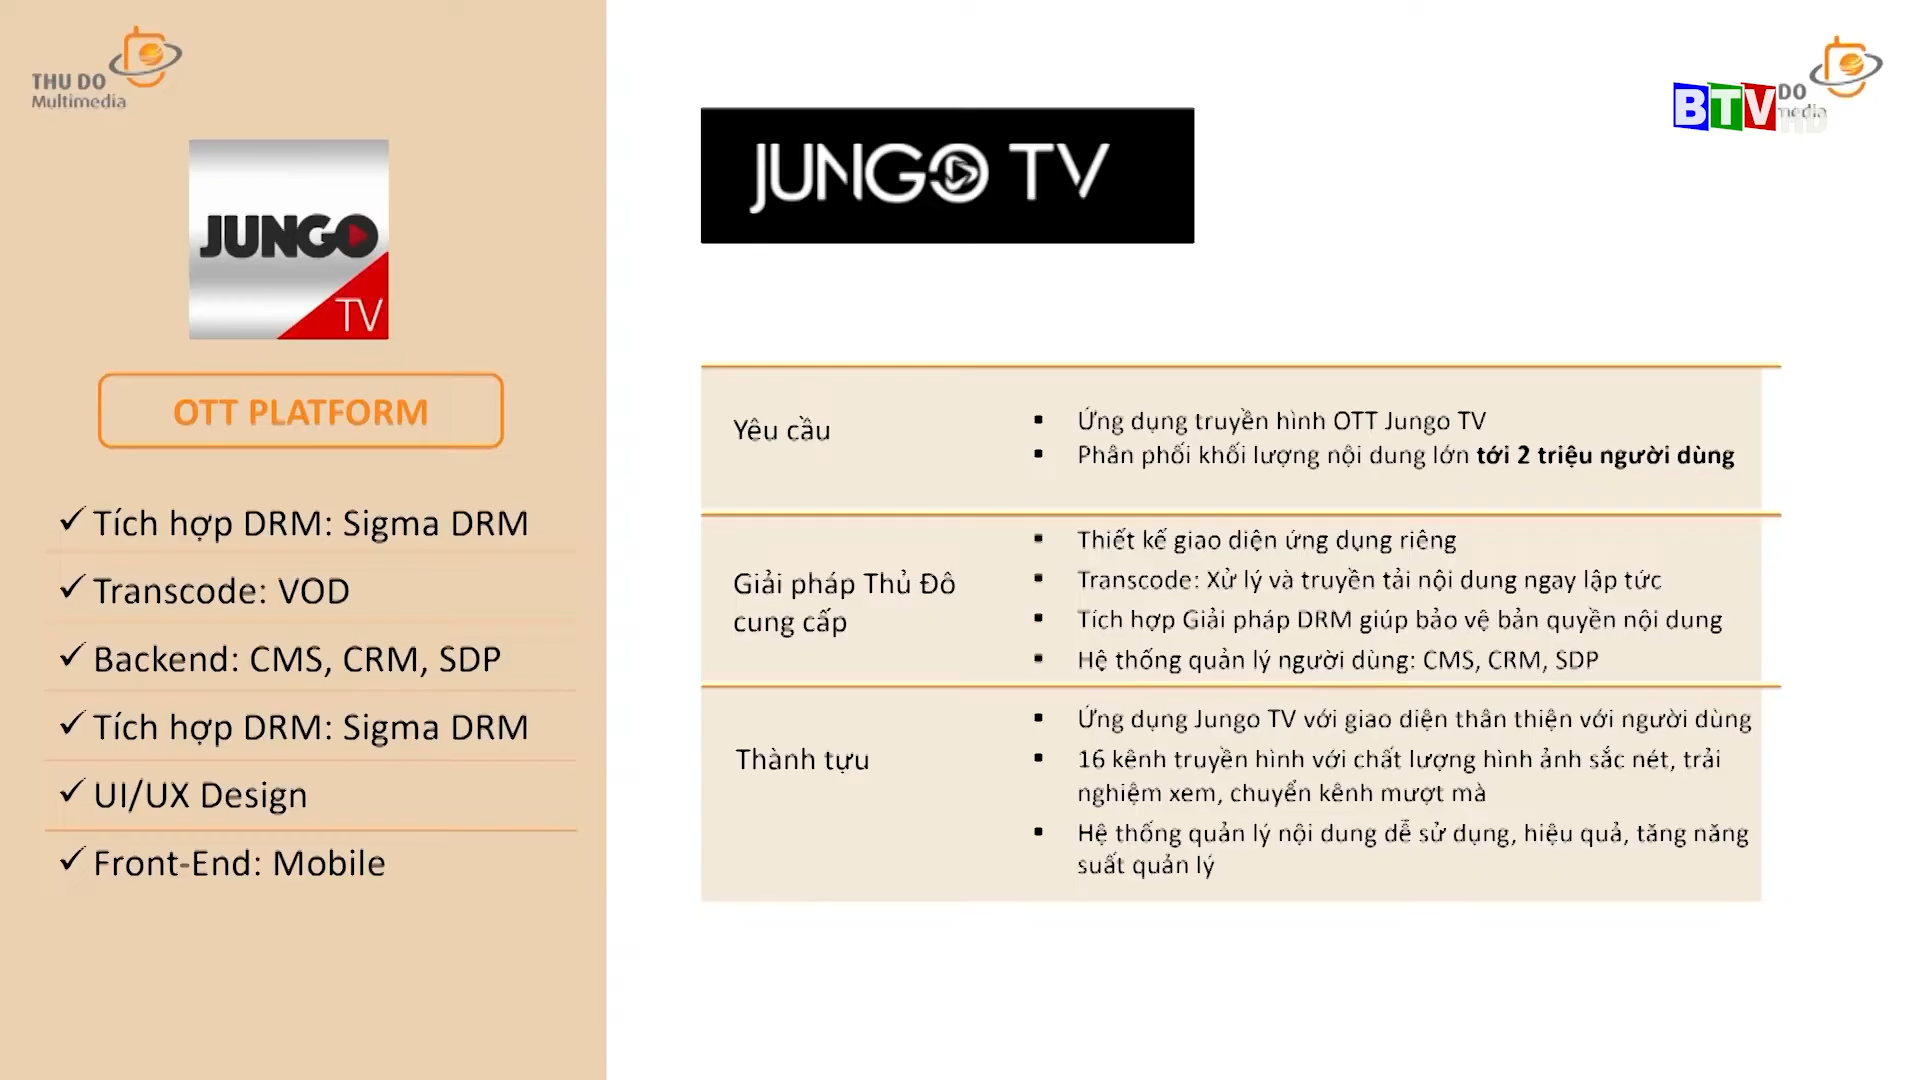 THU DO
Multimedia
JUNGO
TV
OTT PLATFORM
Tích hợp DRM: Sigma DRM
Transcode: VOD
Backend: CMS, CRM, SDP
Tích hợp DRM: Sigma DRM
UI/UX Design
Front-End: Mobile
BTV HD
DO
media
JUNGO TV
Yêu cầu
Ứng dụng truyền hình OTT Jungo TV
Phân phối khối lượng nội dung lớn tới 2 triệu người dùng
Giải pháp Thủ Đô
cung cấp
Thiết kế giao diện ứng dụng riêng
Transcode: Xử lý và truyền tải nội dung ngay lập tức
Tích hợp Giải pháp DRM giúp bảo vệ bản quyền nội dung
Hệ thống quản lý người dùng: CMS, CRM, SDP
Thành tựu
Ứng dụng Jungo TV với giao diện thân thiện với người dùng
16 kênh truyền hình với chất lượng hình ảnh sắc nét, trải
nghiệm xem, chuyển kênh mượt mà
Hệ thống quản lý nội dung dễ sử dụng, hiệu quả, tăng năng
suất quản lý